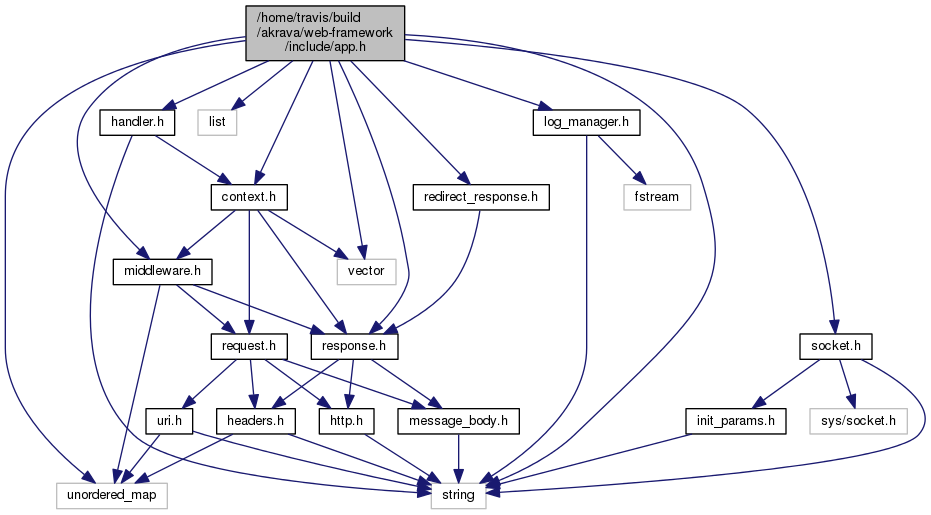 /home/travis/build
/akrava/web-framework
/include/app.h
handler.h
list
log_manager.h
context.h
redirect_response.h
fstream
middleware.h
vector
request.h
response.h
socket.h
uri.h
headers.h
http.h
message_body.h
init_params.h
sys/socket.h
unordered_map
string